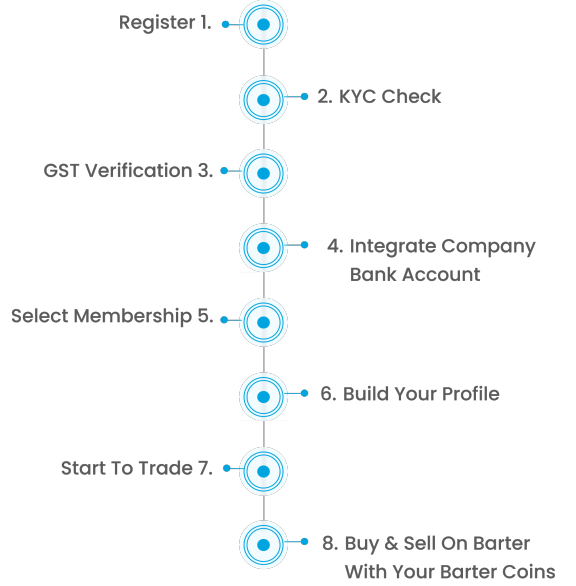 Register 1.
2. KYC Check
GST Verification 3.
4. Integrate Company
Bank Account
Select Membership 5.
6. Build Your Profile
Start To Trade 7.
8. Buy & Sell On Barter
With Your Barter Coins